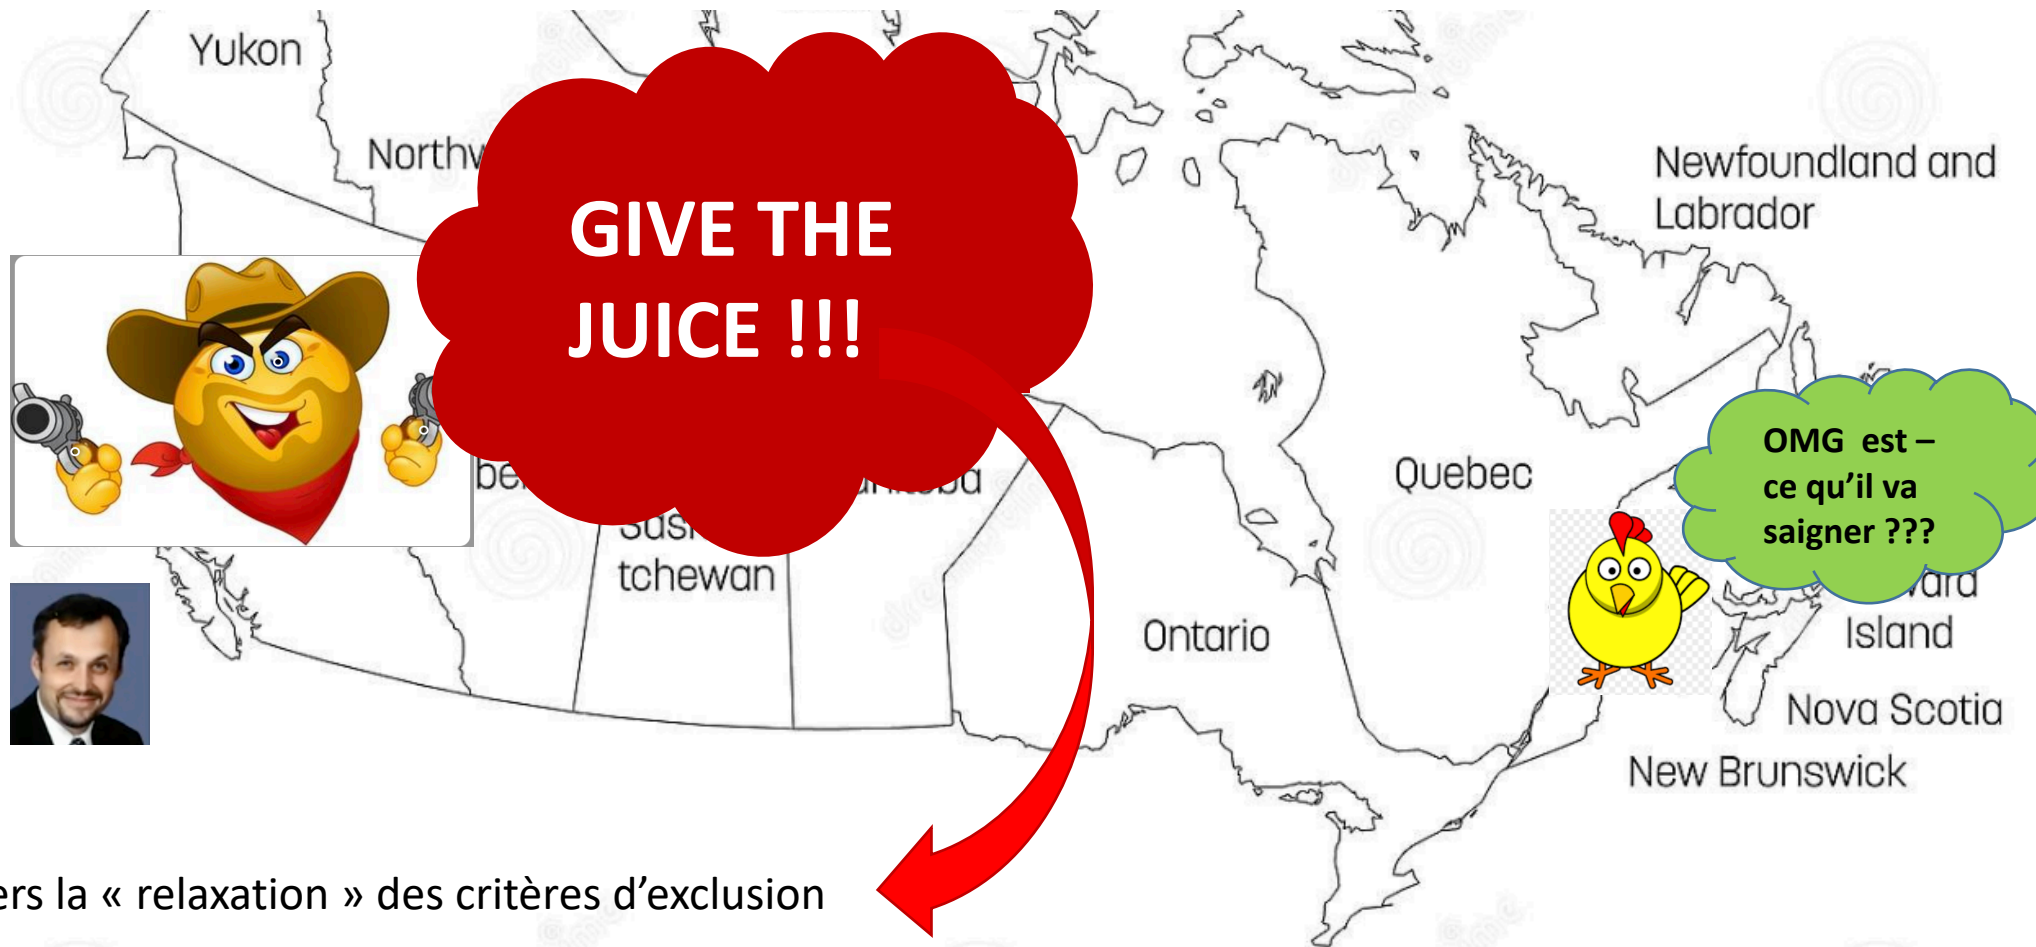 Yukon
Northw
Newfoundland and
Labrador
GIVE THE
JUICE !!!
OMG est –
ce qu’il va
saigner ???
Quebec
Sas
tchewan
Ontario
Island
Nova Scotia
New Brunswick
ers la « relaxation » des critères d’exclusion